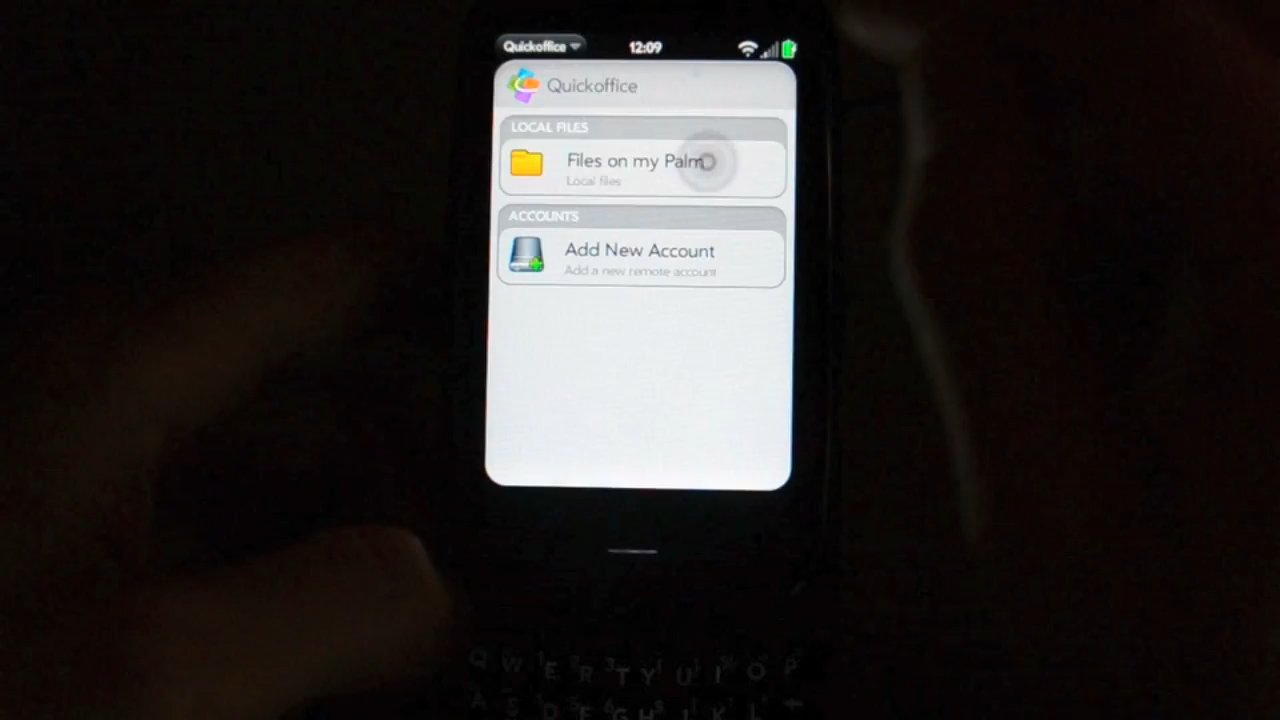 Quickoffice 12:09
Quickoffice
LOCAL FILES
Files on my Palm
Local files
ACCOUNTS
Add New Account
Add a new remote account
Q W E R T Y U I O P
A S D F G H J K L